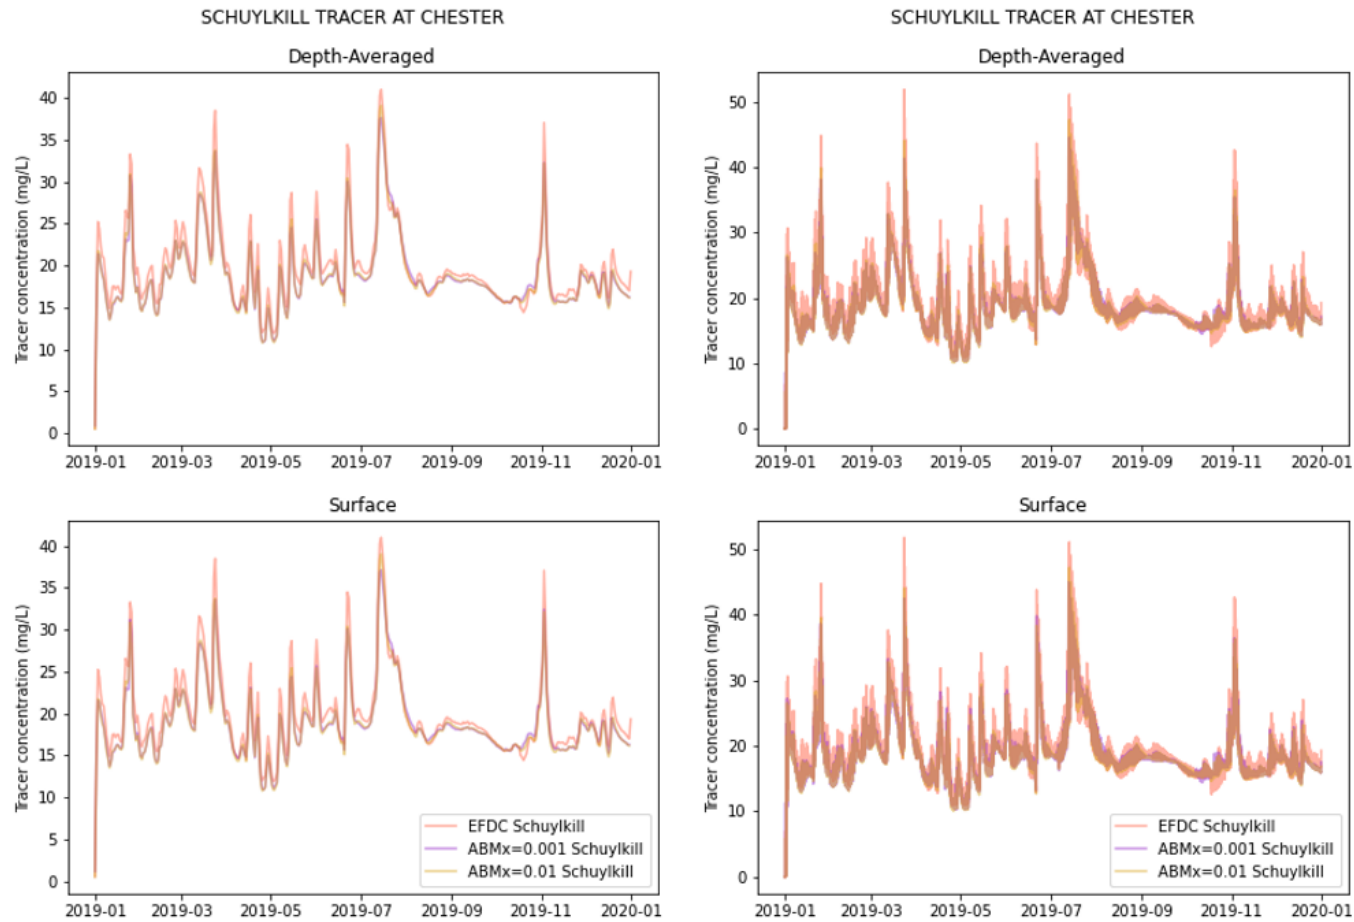 SCHUYLKILL TRACER AT CHESTER
Depth-Averaged
Tracer concentration (mg/L)
40
35
30
25
20
15
10
5
0
2019-01 2019-03 2019-05 2019-07 2019-09 2019-11 2020-01
Surface
Tracer concentration (mg/L)
40
35
30
25
20
15
10
5
0
EFDC Schuylkill
ABMx=0.001 Schuylkill
ABMx=0.01 Schuylkill
2019-01 2019-03 2019-05 2019-07 2019-09 2019-11 2020-01
SCHUYLKILL TRACER AT CHESTER
Depth-Averaged
Tracer concentration (mg/L)
50
40
30
20
10
0
2019-01 2019-03 2019-05 2019-07 2019-09 2019-11 2020-01
Surface
Tracer concentration (mg/L)
50
40
30
20
10
0
EFDC Schuylkill
ABMx=0.001 Schuylkill
ABMx=0.01 Schuylkill
2019-01 2019-03 2019-05 2019-07 2019-09 2019-11 2020-01